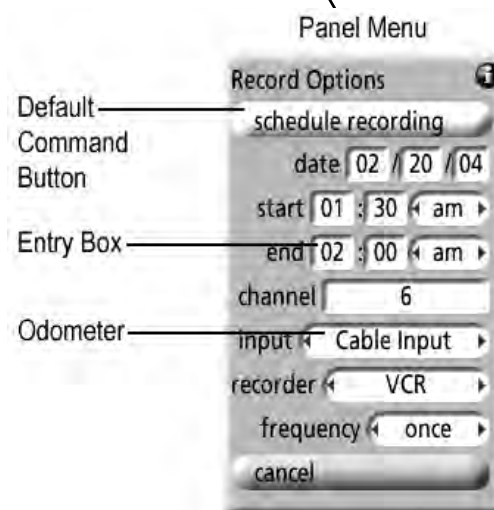 Panel Menu
Record Options
Default
Command
Button
schedule recording
date 02 / 20 / 04
start 01 : 30 am
Entry Box
end 02 : 00 am
channel 6
Odometer
input Cable Input
recorder VCR
frequency once
cancel